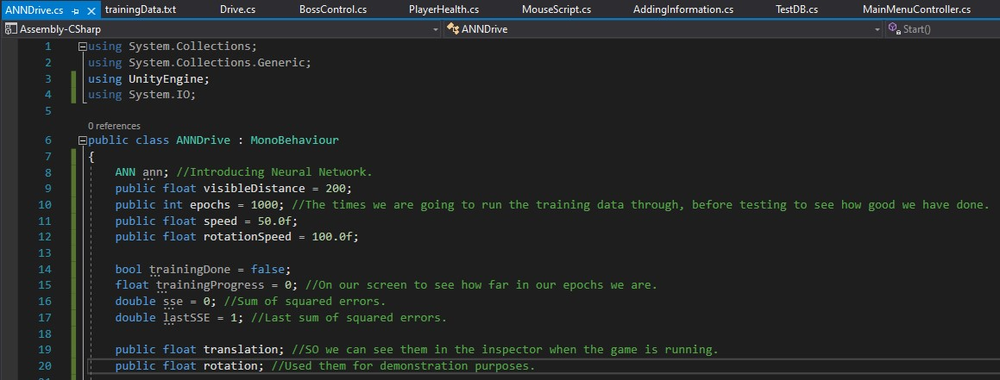 ANNDrive.cs trainingData.txt Drive.cs BossControl.cs PlayerHealth.cs MouseScript.cs AddingInformation.cs TestDB.cs MainMenuController.cs
Assembly-CSharp ANNDrive Start()
1 using System.Collections;
2 using System.Collections.Generic;
3 using UnityEngine;
4 using System.IO;
5
0 references
6 public class ANNDrive : MonoBehaviour
7 {
8 ANN ann; //Introducing Neural Network.
9 public float visibleDistance = 200;
10 public int epochs = 1000; //The times we are going to run the training data through, before testing to see how good we have done.
11 public float speed = 50.0f;
12 public float rotationSpeed = 100.0f;
13
14 bool trainingDone = false;
15 float trainingProgress = 0; //On our screen to see how far in our epochs we are.
16 double sse = 0; //Sum of squared errors.
17 double lastSSE = 1; //Last sum of squared errors.
18
19 public float translation; //SO we can see them in the inspector when the game is running.
20 public float rotation; //Used them for demonstration purposes.